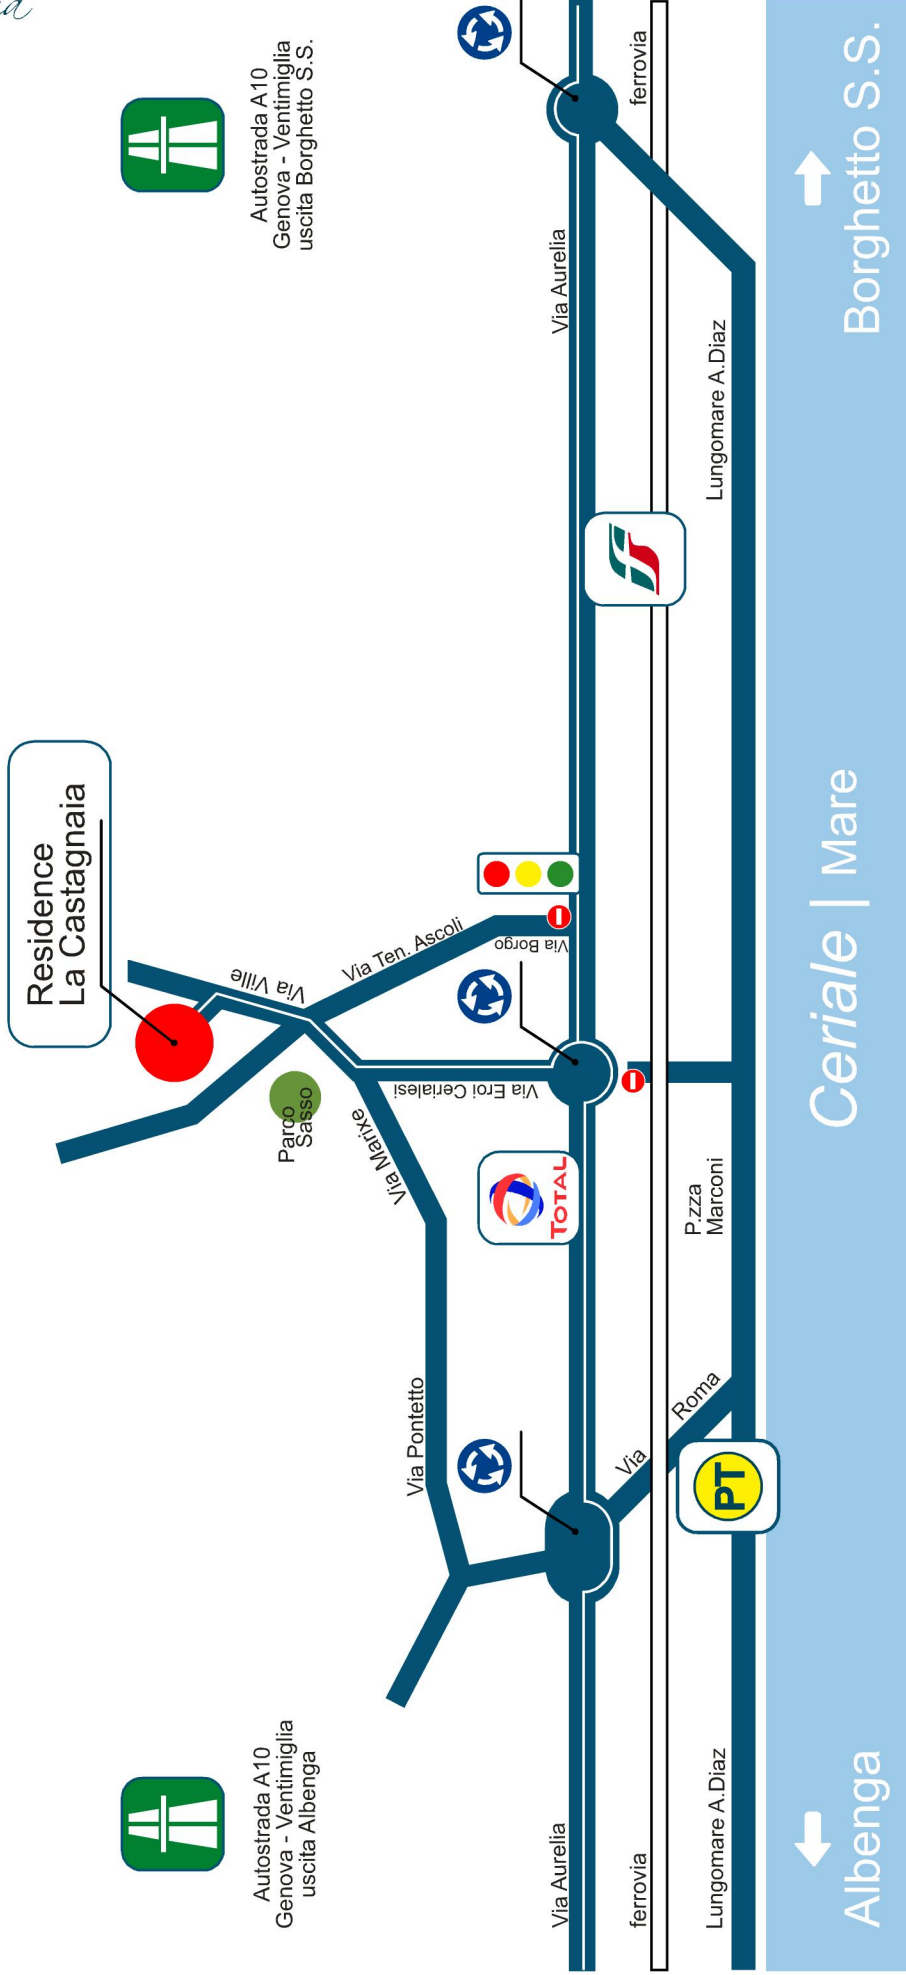 Residence
La Castagnaia
Autostrada A10
Genova - Ventimiglia
uscita Albenga
Autostrada A10
Genova - Ventimiglia
uscita Borghetto S.S.
Via Ville
Via Ten. Ascoli
Parco
Sasso
Via Marixe
Via Eroi Cerialesi
Via Borgo
Via Pontetto
TOTAL
Via Aurelia
Via Aurelia
ferrovia
ferrovia
Via Roma
P.zza
Marconi
PT
Lungomare A.Diaz
Lungomare A.Diaz
Albenga
Ceriale | Mare
Borghetto S.S.